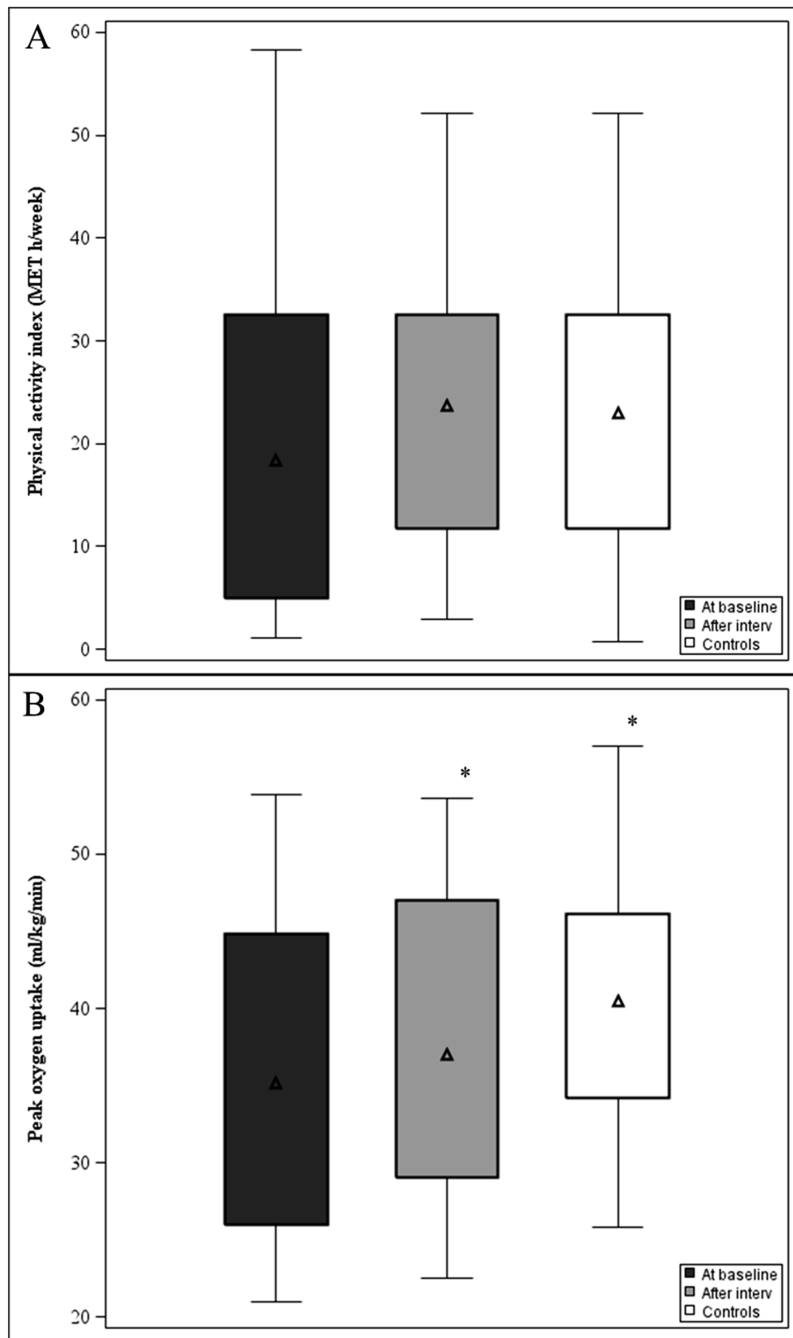 A
60
50
40
30
20
10
0
Physical activity index (MET h/week)
At baseline
After interv
Controls
B
60
50
40
30
20
Peak oxygen uptake (ml/kg/min)
*
*
At baseline
After interv
Controls